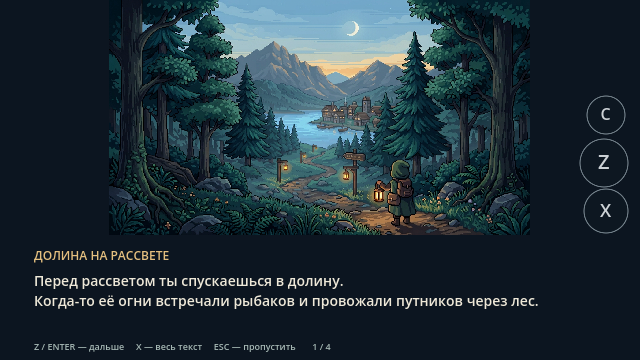 C
Z
X
ДОЛИНА НА РАССВЕТЕ
Перед рассветом ты спускаешься в долину.
Когда-то её огни встречали рыбаков и провожали путников через лес.
Z / ENTER — дальше X — весь текст ESC — пропустить 1 / 4